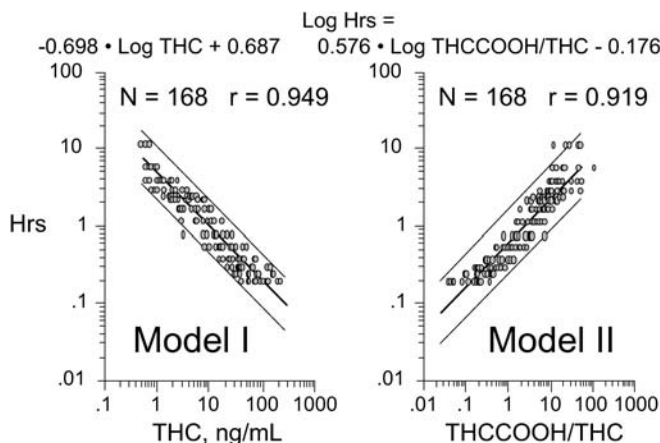 Log Hrs =
-0.698 • Log THC + 0.687
0.576 • Log THCCOOH/THC - 0.176
100
10
1
.1
.01
Hrs
N = 168 r = 0.949
Model I
.1 1 10 100 1000
THC, ng/mL
100
10
1
.1
.01
N = 168 r = 0.919
Model II
.01 .1 1 10 100 1000
THCCOOH/THC